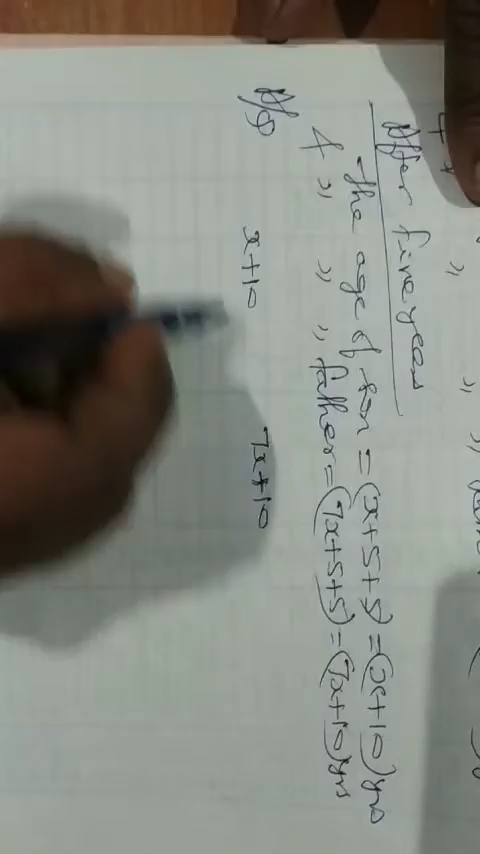 After five years
The age of son = (x+5+5) = (x+10) yrs
" " " father = (7x+5+5) = (7x+10) yrs
A/Q
x+10 7x+10